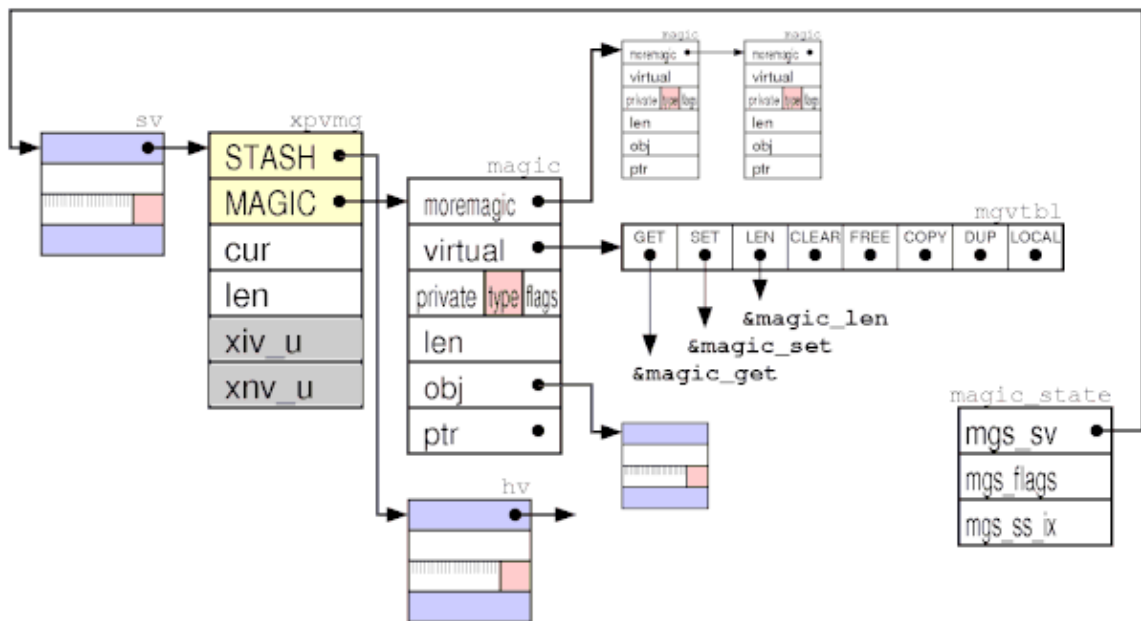 magic
magic
moremagic
moremagic
virtual
virtual
private type flags
private type flags
len
len
obj
obj
ptr
ptr
sv
xpvmg
STASH
MAGIC
cur
len
xiv_u
xnv_u
magic
moremagic
virtual
private type flags
len
obj
ptr
mgvtbl
GET SET LEN CLEAR FREE COPY DUP LOCAL
&magic_len
&magic_set
&magic_get
hv
magic_state
mgs_sv
mgs_flags
mgs_ss_ix